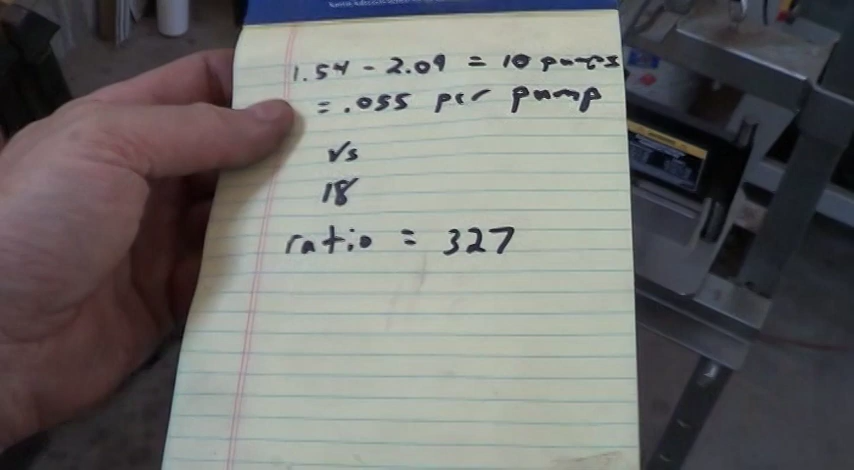 1.54 - 2.09 = 10 pumps
= .055 per pump
vs
18
ratio = 327